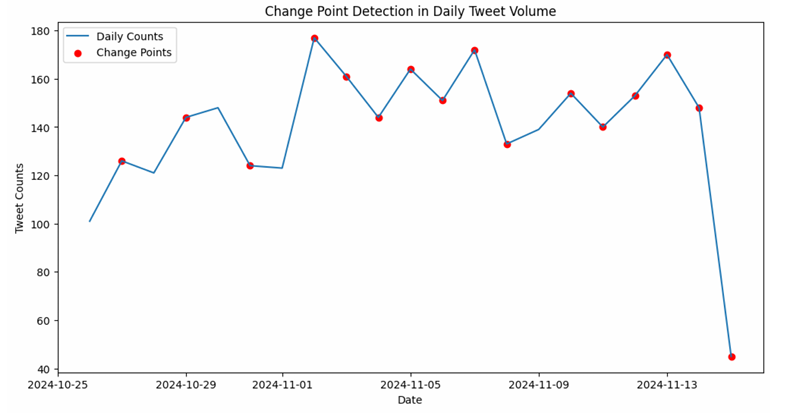 Change Point Detection in Daily Tweet Volume
Daily Counts
Change Points
180
160
140
120
100
80
60
40
Tweet Counts
2024-10-25 2024-10-29 2024-11-01 2024-11-05 2024-11-09 2024-11-13
Date